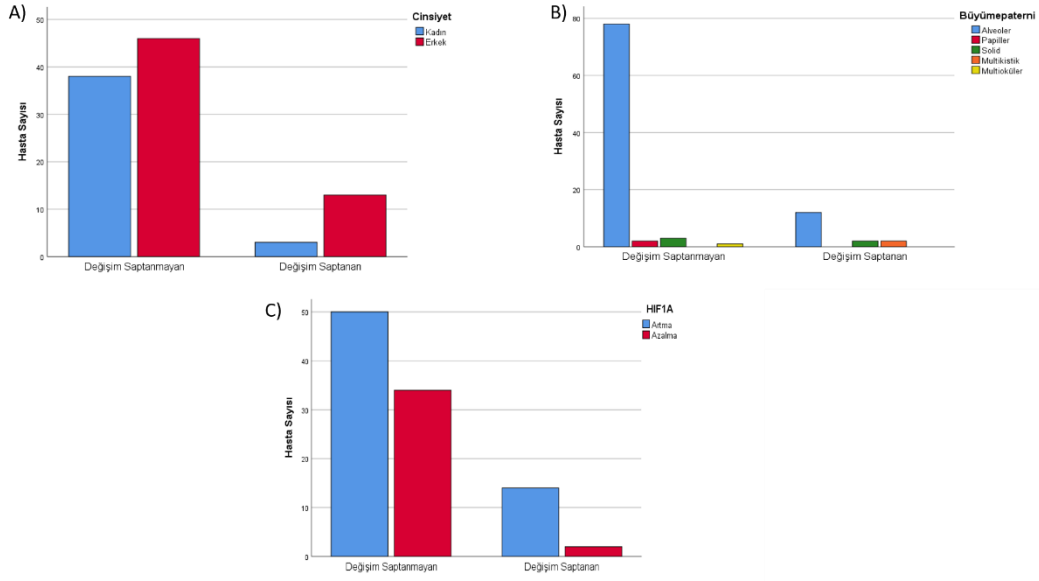 A)
Cinsiyet
Kadın
Erkek
Hasta Sayısı
50
40
30
20
10
0
Değişim Saptanmayan
Değişim Saptanan
B)
Büyümepaterni
Alveoler
Papiller
Solid
Multikistik
Multioküler
Hasta Sayısı
80
60
40
20
0
Değişim Saptanmayan
Değişim Saptanan
C)
HIF1A
Artma
Azalma
Hasta Sayısı
50
40
30
20
10
0
Değişim Saptanmayan
Değişim Saptanan